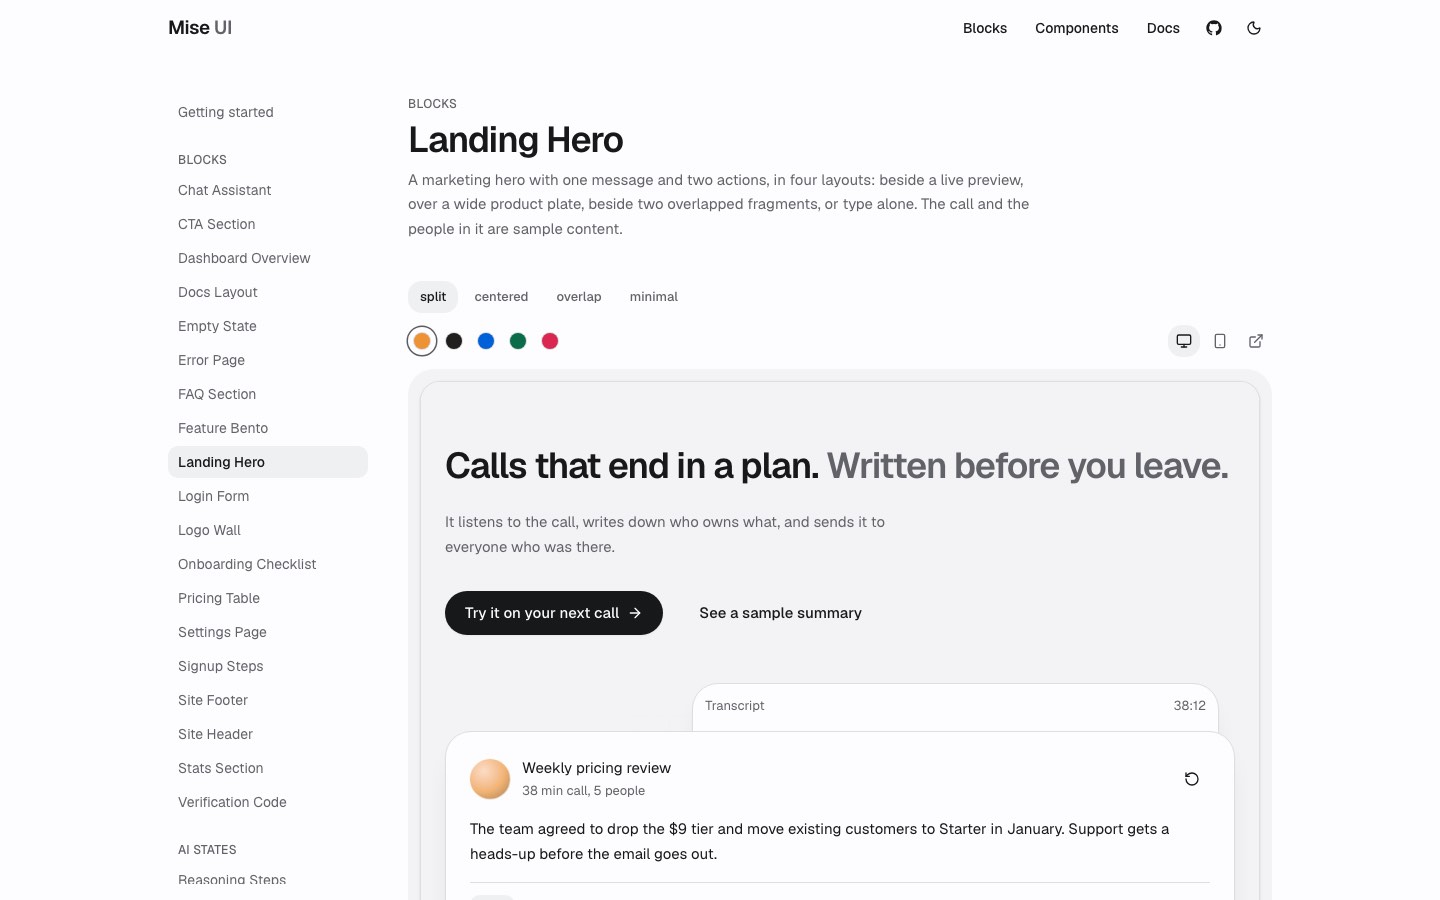 Mise UI
Blocks
Components
Docs
Getting started
BLOCKS
Chat Assistant
CTA Section
Dashboard Overview
Docs Layout
Empty State
Error Page
FAQ Section
Feature Bento
Landing Hero
Login Form
Logo Wall
Onboarding Checklist
Pricing Table
Settings Page
Signup Steps
Site Footer
Site Header
Stats Section
Verification Code
AI STATES
Reasoning Steps
BLOCKS
Landing Hero
A marketing hero with one message and two actions, in four layouts: beside a live preview,
over a wide product plate, beside two overlapped fragments, or type alone. The call and the
people in it are sample content.
split
centered
overlap
minimal
Calls that end in a plan. Written before you leave.
It listens to the call, writes down who owns what, and sends it to
everyone who was there.
Try it on your next call →
See a sample summary
Transcript
38:12
Weekly pricing review
38 min call, 5 people
The team agreed to drop the $9 tier and move existing customers to Starter in January. Support gets a
heads-up before the email goes out.